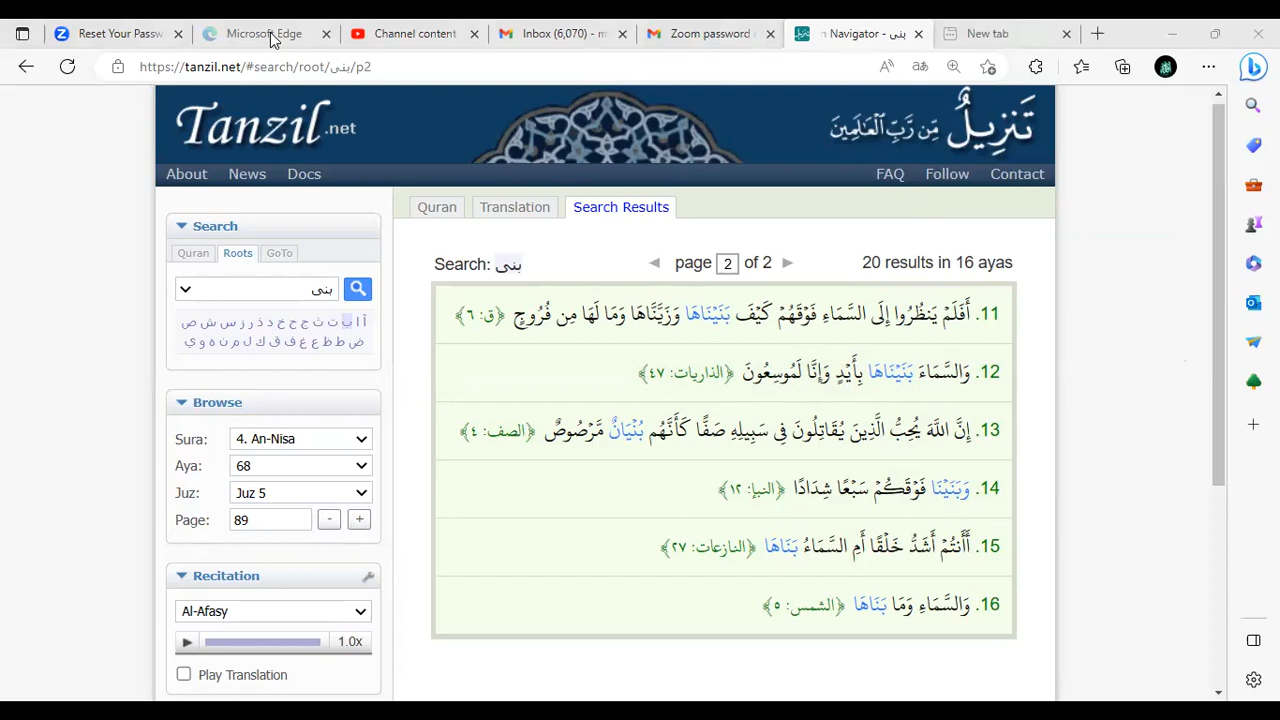 Reset Your Passw
Microsoft Edge
Channel content
Inbox (6,070) - m
Zoom password
n Navigator - بنى
New tab
https://tanzil.net/#search/root/بنى/p2
Tanzil.net
تَنزِيلٌ مِّن رَّبِّ الْعَالَمِينَ
About News Docs
FAQ Follow Contact
Search
Quran Roots GoTo
بنى
آ ا ب ت ث ج ح خ د ذ ر ز س ش ص
ض ط ظ ع غ ف ق ك ل م ن ه و ي
Browse
Sura: 4. An-Nisa
Aya: 68
Juz: Juz 5
Page: 89 - +
Recitation
Al-Afasy
1.0x
Play Translation
Quran Translation Search Results
Search: بنى
page 2 of 2
20 results in 16 ayas
11. أَفَلَمْ يَنظُرُوا إِلَى السَّمَاءِ فَوْقَهُمْ كَيْفَ بَنَيْنَاهَا وَزَيَّنَّاهَا وَمَا لَهَا مِن فُرُوجٍ ﴿ق: ٦﴾
12. وَالسَّمَاءَ بَنَيْنَاهَا بِأَيْدٍ وَإِنَّا لَمُوسِعُونَ ﴿الذاريات: ٤٧﴾
13. إِنَّ اللَّهَ يُحِبُّ الَّذِينَ يُقَاتِلُونَ فِي سَبِيلِهِ صَفًّا كَأَنَّهُم بُنْيَانٌ مَّرْصُوصٌ ﴿الصف: ٤﴾
14. وَبَنَيْنَا فَوْقَكُمْ سَبْعًا شِدَادًا ﴿النبإ: ١٢﴾
15. أَأَنتُمْ أَشَدُّ خَلْقًا أَمِ السَّمَاءُ بَنَاهَا ﴿النازعات: ٢٧﴾
16. وَالسَّمَاءِ وَمَا بَنَاهَا ﴿الشمس: ٥﴾